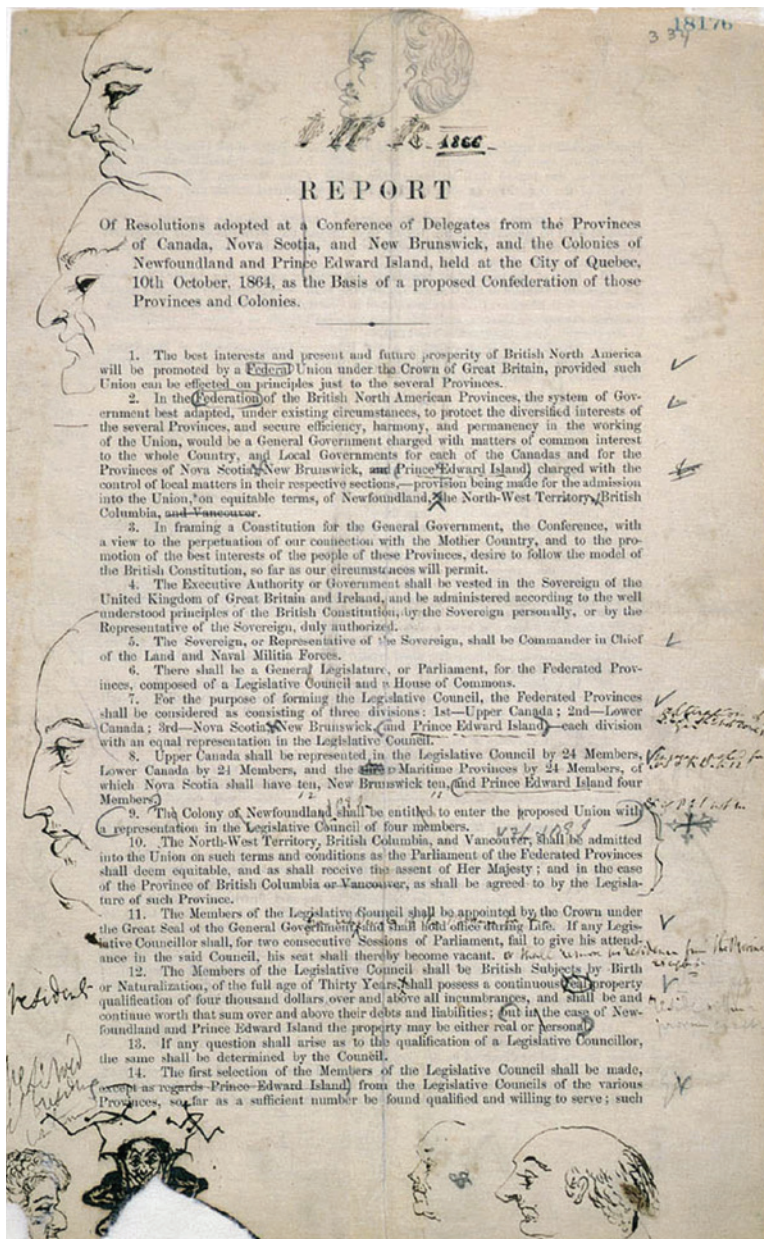 18176
334
1866
REPORT
Of Resolutions adopted at a Conference of Delegates from the Provinces
of Canada, Nova Scotia, and New Brunswick, and the Colonies of
Newfoundland and Prince Edward Island, held at the City of Quebec,
10th October, 1864, as the Basis of a proposed Confederation of those
Provinces and Colonies.
1. The best interests and present and future prosperity of British North America
will be promoted by a Federal Union under the Crown of Great Britain, provided such
Union can be effected on principles just to the several Provinces.
2. In the Federation of the British North American Provinces, the system of Gov-
ernment best adapted, under existing circumstances, to protect the diversified interests of
the several Provinces, and secure efficiency, harmony, and permanency in the working
of the Union, would be a General Government charged with matters of common interest
to the whole Country, and Local Governments for each of the Canadas and for the
Provinces of Nova Scotia, New Brunswick, and Prince Edward Island, charged with the
control of local matters in their respective sections,—provision being made for the admission
into the Union, on equitable terms, of Newfoundland, the North-West Territory, British
Columbia, and Vancouver.
3. In framing a Constitution for the General Government, the Conference, with
a view to the perpetuation of our connection with the Mother Country, and to the pro-
motion of the best interests of the people of these Provinces, desire to follow the model of
the British Constitution, so far as our circumstances will permit.
4. The Executive Authority or Government shall be vested in the Sovereign of the
United Kingdom of Great Britain and Ireland, and be administered according to the well
understood principles of the British Constitution, by the Sovereign personally, or by the
Representative of the Sovereign, duly authorized.
5. The Sovereign, or Representative of the Sovereign, shall be Commander in Chief
of the Land and Naval Militia Forces.
6. There shall be a General Legislature, or Parliament, for the Federated Prov-
inces, composed of a Legislative Council and a House of Commons.
7. For the purpose of forming the Legislative Council, the Federated Provinces
shall be considered as consisting of three divisions: 1st—Upper Canada; 2nd—Lower
Canada; 3rd—Nova Scotia, New Brunswick, and Prince Edward Island,—each division
with an equal representation in the Legislative Council.
8. Upper Canada shall be represented in the Legislative Council by 24 Members,
Lower Canada by 24 Members, and the Maritime Provinces by 24 Members, of
which Nova Scotia shall have ten, New Brunswick ten, and Prince Edward Island four
Members.
9. The Colony of Newfoundland shall be entitled to enter the proposed Union with
a representation in the Legislative Council of four members.
10. The North-West Territory, British Columbia, and Vancouver, shall be admitted
into the Union on such terms and conditions as the Parliament of the Federated Provinces
shall deem equitable, and as shall receive the assent of Her Majesty; and in the case
of the Province of British Columbia or Vancouver, as shall be agreed to by the Legisla-
ture of such Province.
11. The Members of the Legislative Council shall be appointed by the Crown under
the Great Seal of the General Government, and shall hold office during Life. If any Legis-
lative Councillor shall, for two consecutive Sessions of Parliament, fail to give his attend-
ance in the said Council, his seat shall thereby become vacant.
12. The Members of the Legislative Council shall be British Subjects by Birth
or Naturalization, of the full age of Thirty Years, shall possess a continuous real property
qualification of four thousand dollars over and above all incumbrances, and shall be and
continue worth that sum over and above their debts and liabilities; but in the case of New-
foundland and Prince Edward Island the property may be either real or personal.
13. If any question shall arise as to the qualification of a Legislative Councillor,
the same shall be determined by the Council.
14. The first selection of the Members of the Legislative Council shall be made,
except as regards Prince Edward Island, from the Legislative Councils of the various
Provinces, so far as a sufficient number be found qualified and willing to serve; such
resident